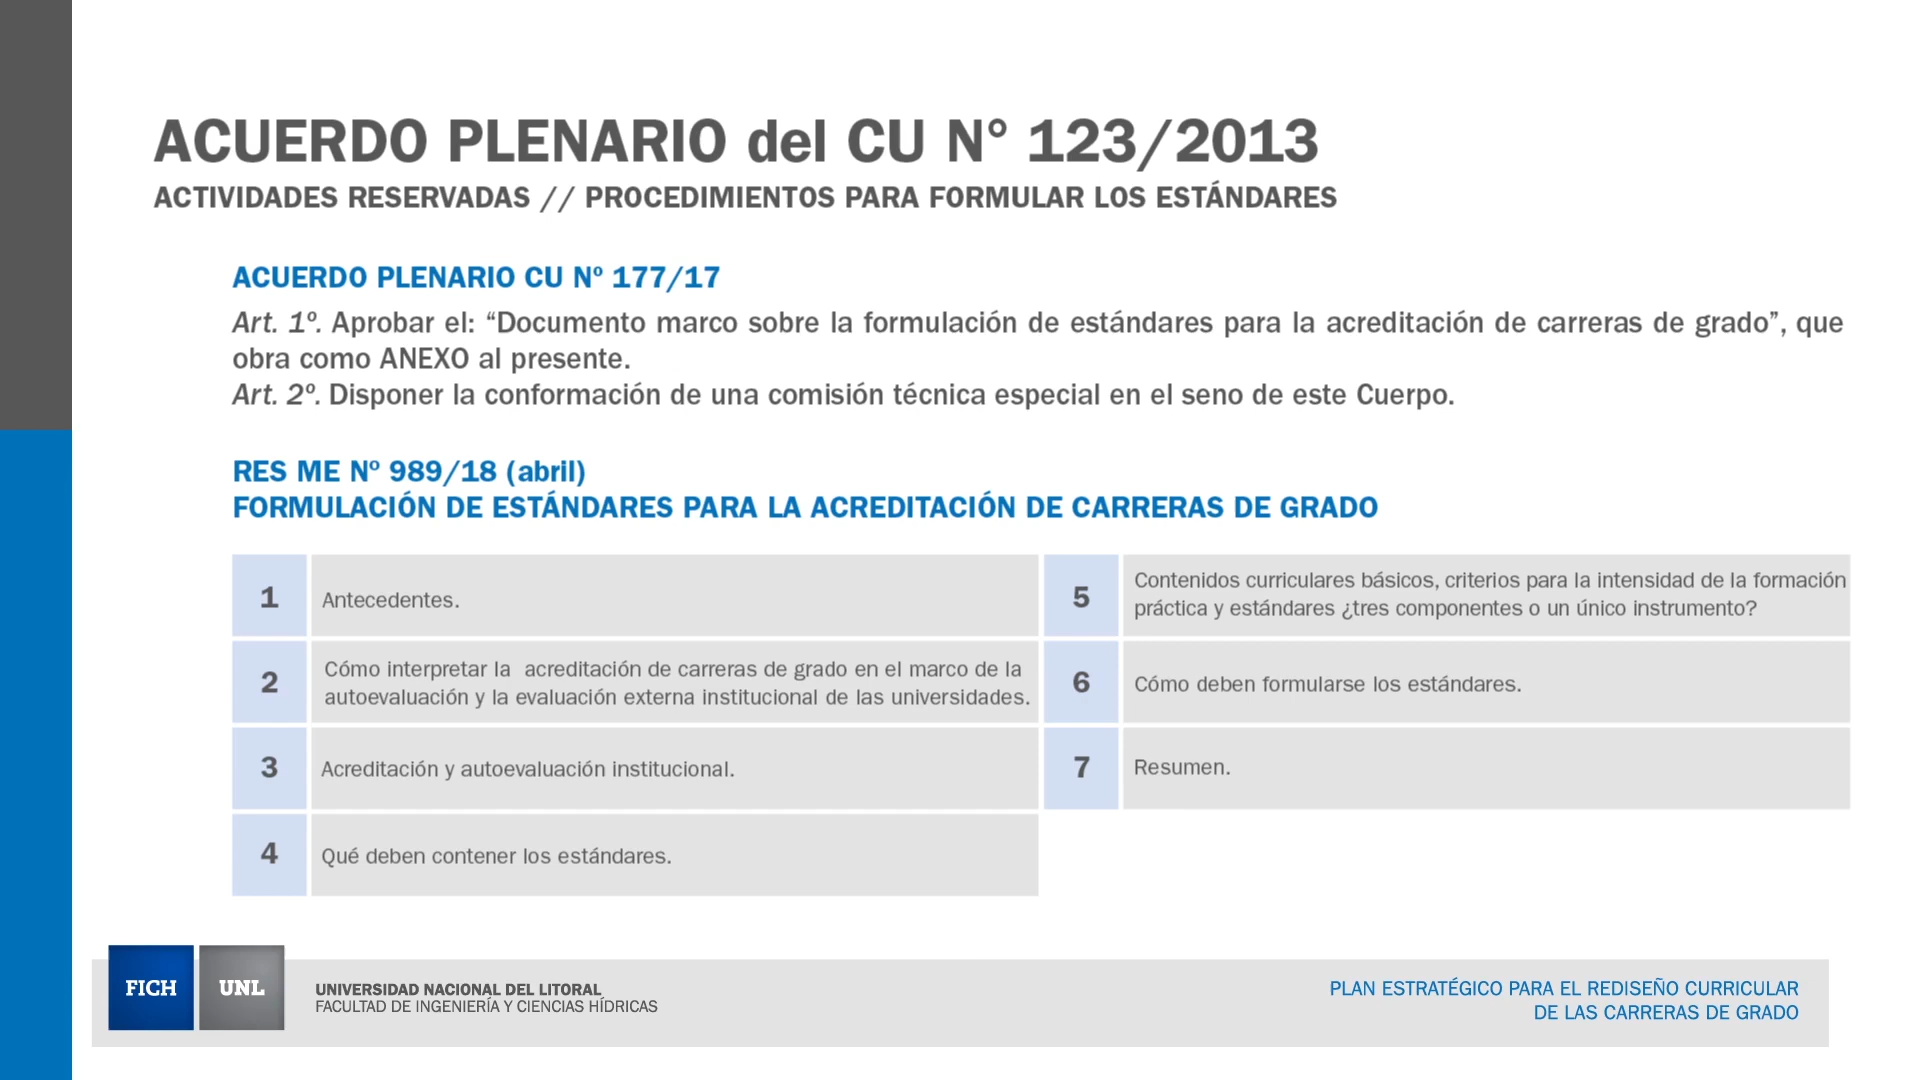 ACUERDO PLENARIO del CU N° 123/2013
ACTIVIDADES RESERVADAS // PROCEDIMIENTOS PARA FORMULAR LOS ESTÁNDARES
ACUERDO PLENARIO CU Nº 177/17
Art. 1º. Aprobar el: “Documento marco sobre la formulación de estándares para la acreditación de carreras de grado”, que
obra como ANEXO al presente.
Art. 2º. Disponer la conformación de una comisión técnica especial en el seno de este Cuerpo.
RES ME Nº 989/18 (abril)
FORMULACIÓN DE ESTÁNDARES PARA LA ACREDITACIÓN DE CARRERAS DE GRADO
1
Antecedentes.
2
Cómo interpretar la acreditación de carreras de grado en el marco de la
autoevaluación y la evaluación externa institucional de las universidades.
3
Acreditación y autoevaluación institucional.
4
Qué deben contener los estándares.
5
Contenidos curriculares básicos, criterios para la intensidad de la formación
práctica y estándares ¿tres componentes o un único instrumento?
6
Cómo deben formularse los estándares.
7
Resumen.
FICH
UNL
UNIVERSIDAD NACIONAL DEL LITORAL
FACULTAD DE INGENIERÍA Y CIENCIAS HÍDRICAS
PLAN ESTRATÉGICO PARA EL REDISEÑO CURRICULAR
DE LAS CARRERAS DE GRADO